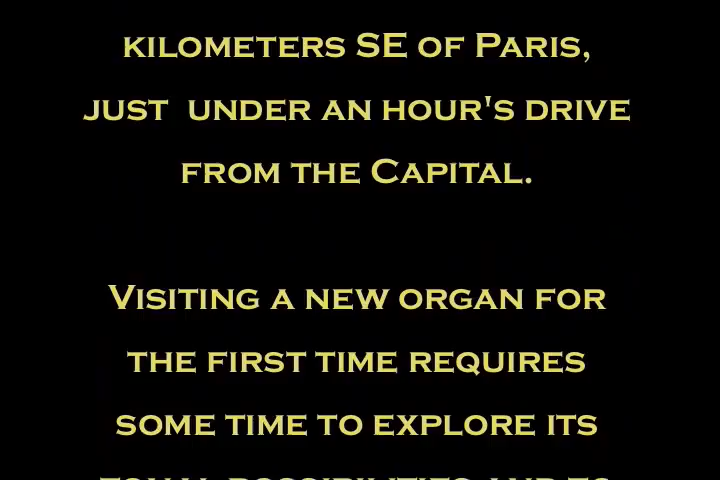 KILOMETERS SE OF PARIS,
JUST UNDER AN HOUR'S DRIVE
FROM THE CAPITAL.
VISITING A NEW ORGAN FOR
THE FIRST TIME REQUIRES
SOME TIME TO EXPLORE ITS